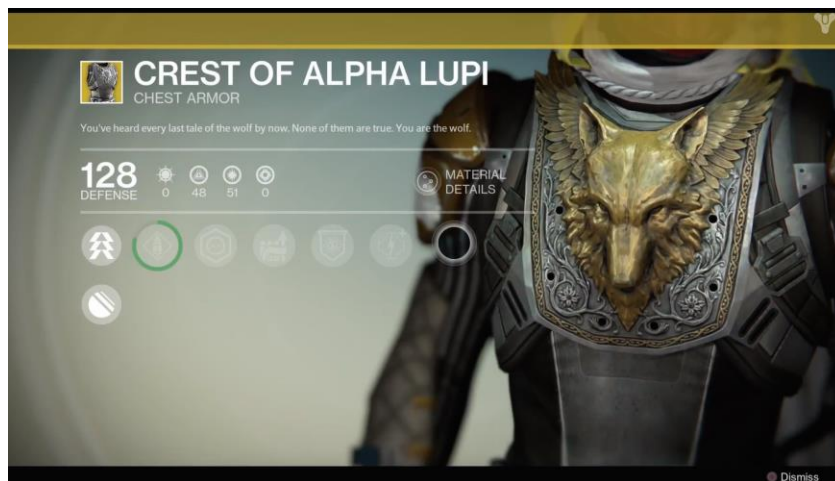 CREST OF ALPHA LUPI
CHEST ARMOR
You've heard every last tale of the wolf by now. None of them are true. You are the wolf.
128
DEFENSE
0 48 51 0
MATERIAL
DETAILS
Dismiss